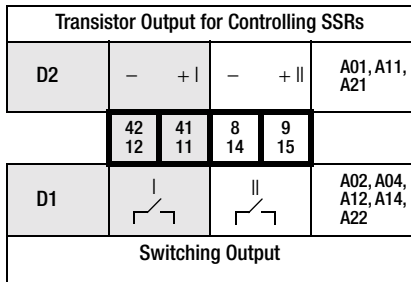 Transistor Output for Controlling SSRs
D2 – + I – + II A01, A11,
A21
42 41 8 9
12 11 14 15
D1 I II A02, A04,
A12, A14,
A22
Switching Output